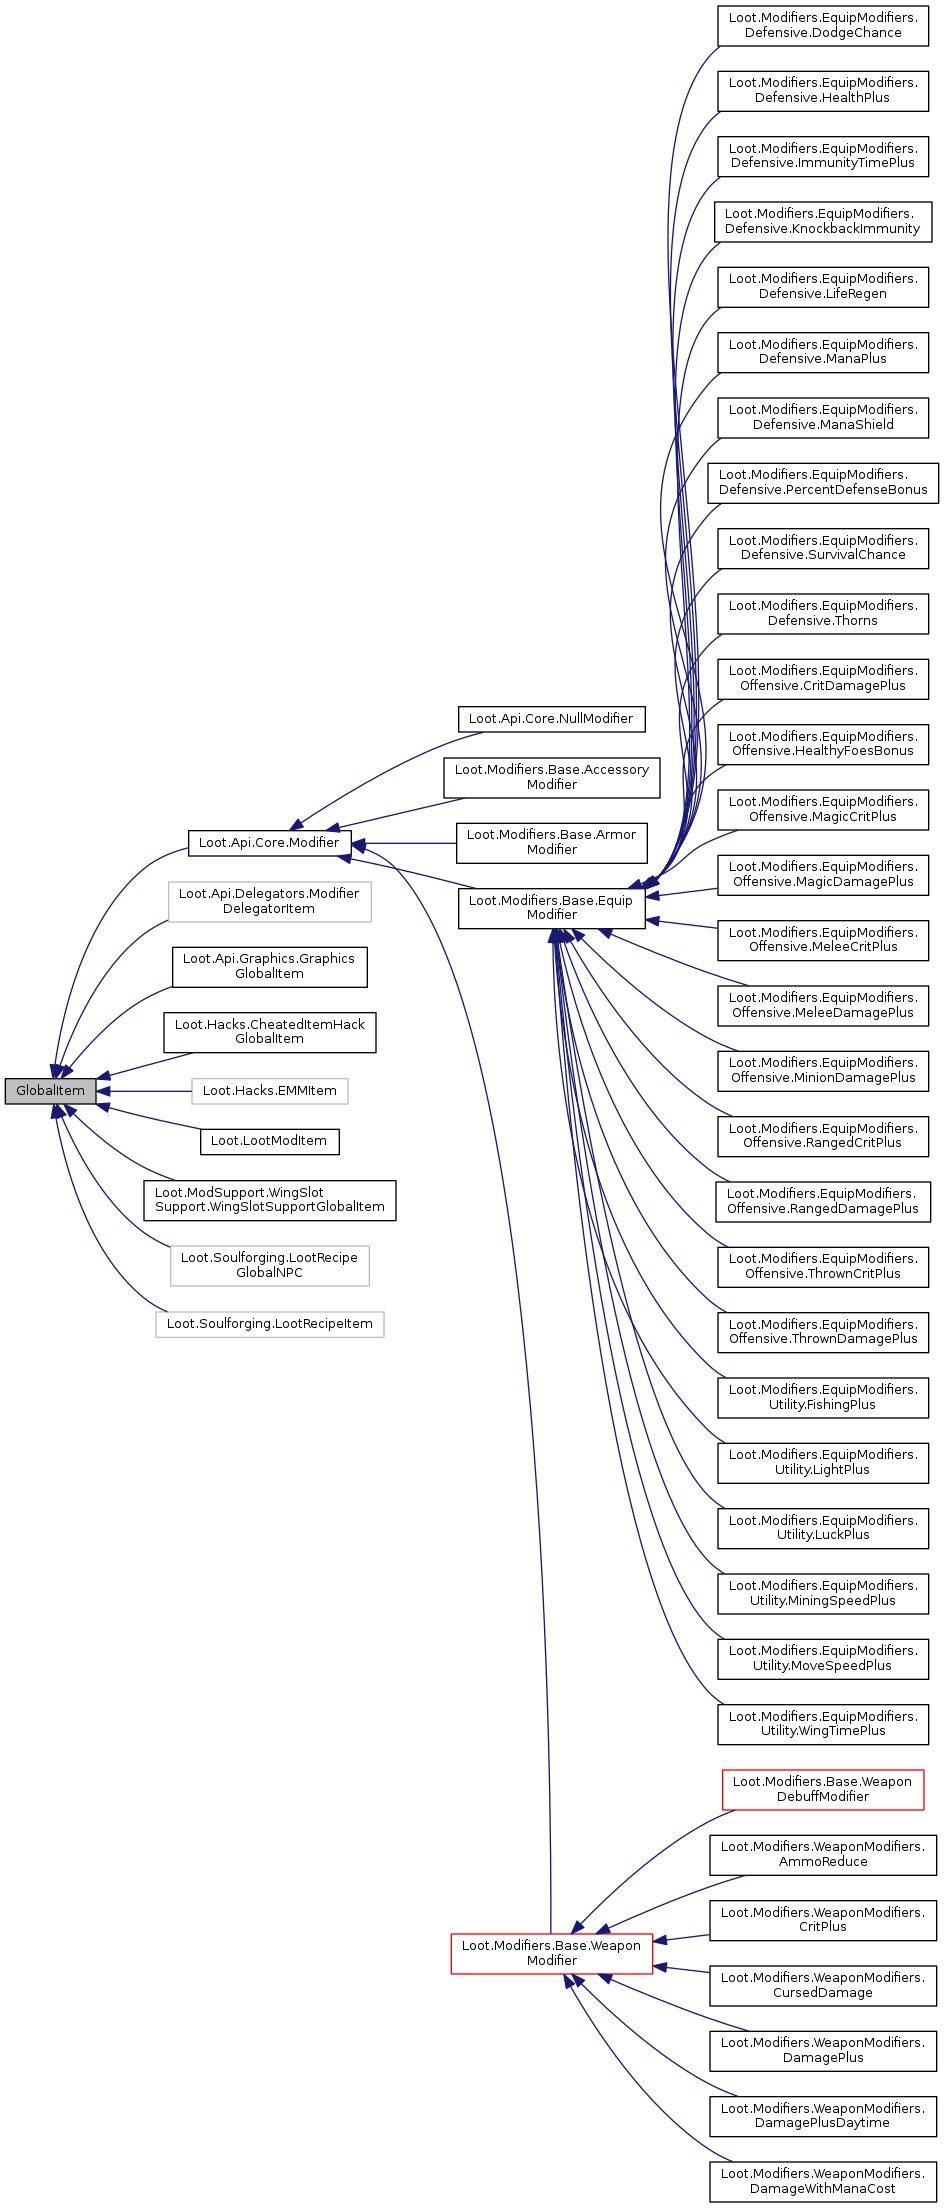 GlobalItem
Loot.Api.Core.Modifier
Loot.Api.Delegators.Modifier
DelegatorItem
Loot.Api.Graphics.Graphics
GlobalItem
Loot.Hacks.CheatedItemHack
GlobalItem
Loot.Hacks.EMMItem
Loot.LootModItem
Loot.ModSupport.WingSlot
Support.WingSlotSupportGlobalItem
Loot.Soulforging.LootRecipe
GlobalNPC
Loot.Soulforging.LootRecipeItem
Loot.Api.Core.NullModifier
Loot.Modifiers.Base.Accessory
Modifier
Loot.Modifiers.Base.Armor
Modifier
Loot.Modifiers.Base.Equip
Modifier
Loot.Modifiers.Base.Weapon
Modifier
Loot.Modifiers.EquipModifiers.
Defensive.DodgeChance
Loot.Modifiers.EquipModifiers.
Defensive.HealthPlus
Loot.Modifiers.EquipModifiers.
Defensive.ImmunityTimePlus
Loot.Modifiers.EquipModifiers.
Defensive.KnockbackImmunity
Loot.Modifiers.EquipModifiers.
Defensive.LifeRegen
Loot.Modifiers.EquipModifiers.
Defensive.ManaPlus
Loot.Modifiers.EquipModifiers.
Defensive.ManaShield
Loot.Modifiers.EquipModifiers.
Defensive.PercentDefenseBonus
Loot.Modifiers.EquipModifiers.
Defensive.SurvivalChance
Loot.Modifiers.EquipModifiers.
Defensive.Thorns
Loot.Modifiers.EquipModifiers.
Offensive.CritDamagePlus
Loot.Modifiers.EquipModifiers.
Offensive.HealthyFoesBonus
Loot.Modifiers.EquipModifiers.
Offensive.MagicCritPlus
Loot.Modifiers.EquipModifiers.
Offensive.MagicDamagePlus
Loot.Modifiers.EquipModifiers.
Offensive.MeleeCritPlus
Loot.Modifiers.EquipModifiers.
Offensive.MeleeDamagePlus
Loot.Modifiers.EquipModifiers.
Offensive.MinionDamagePlus
Loot.Modifiers.EquipModifiers.
Offensive.RangedCritPlus
Loot.Modifiers.EquipModifiers.
Offensive.RangedDamagePlus
Loot.Modifiers.EquipModifiers.
Offensive.ThrownCritPlus
Loot.Modifiers.EquipModifiers.
Offensive.ThrownDamagePlus
Loot.Modifiers.EquipModifiers.
Utility.FishingPlus
Loot.Modifiers.EquipModifiers.
Utility.LightPlus
Loot.Modifiers.EquipModifiers.
Utility.LuckPlus
Loot.Modifiers.EquipModifiers.
Utility.MiningSpeedPlus
Loot.Modifiers.EquipModifiers.
Utility.MoveSpeedPlus
Loot.Modifiers.EquipModifiers.
Utility.WingTimePlus
Loot.Modifiers.Base.Weapon
DebuffModifier
Loot.Modifiers.WeaponModifiers.
AmmoReduce
Loot.Modifiers.WeaponModifiers.
CritPlus
Loot.Modifiers.WeaponModifiers.
CursedDamage
Loot.Modifiers.WeaponModifiers.
DamagePlus
Loot.Modifiers.WeaponModifiers.
DamagePlusDaytime
Loot.Modifiers.WeaponModifiers.
DamageWithManaCost